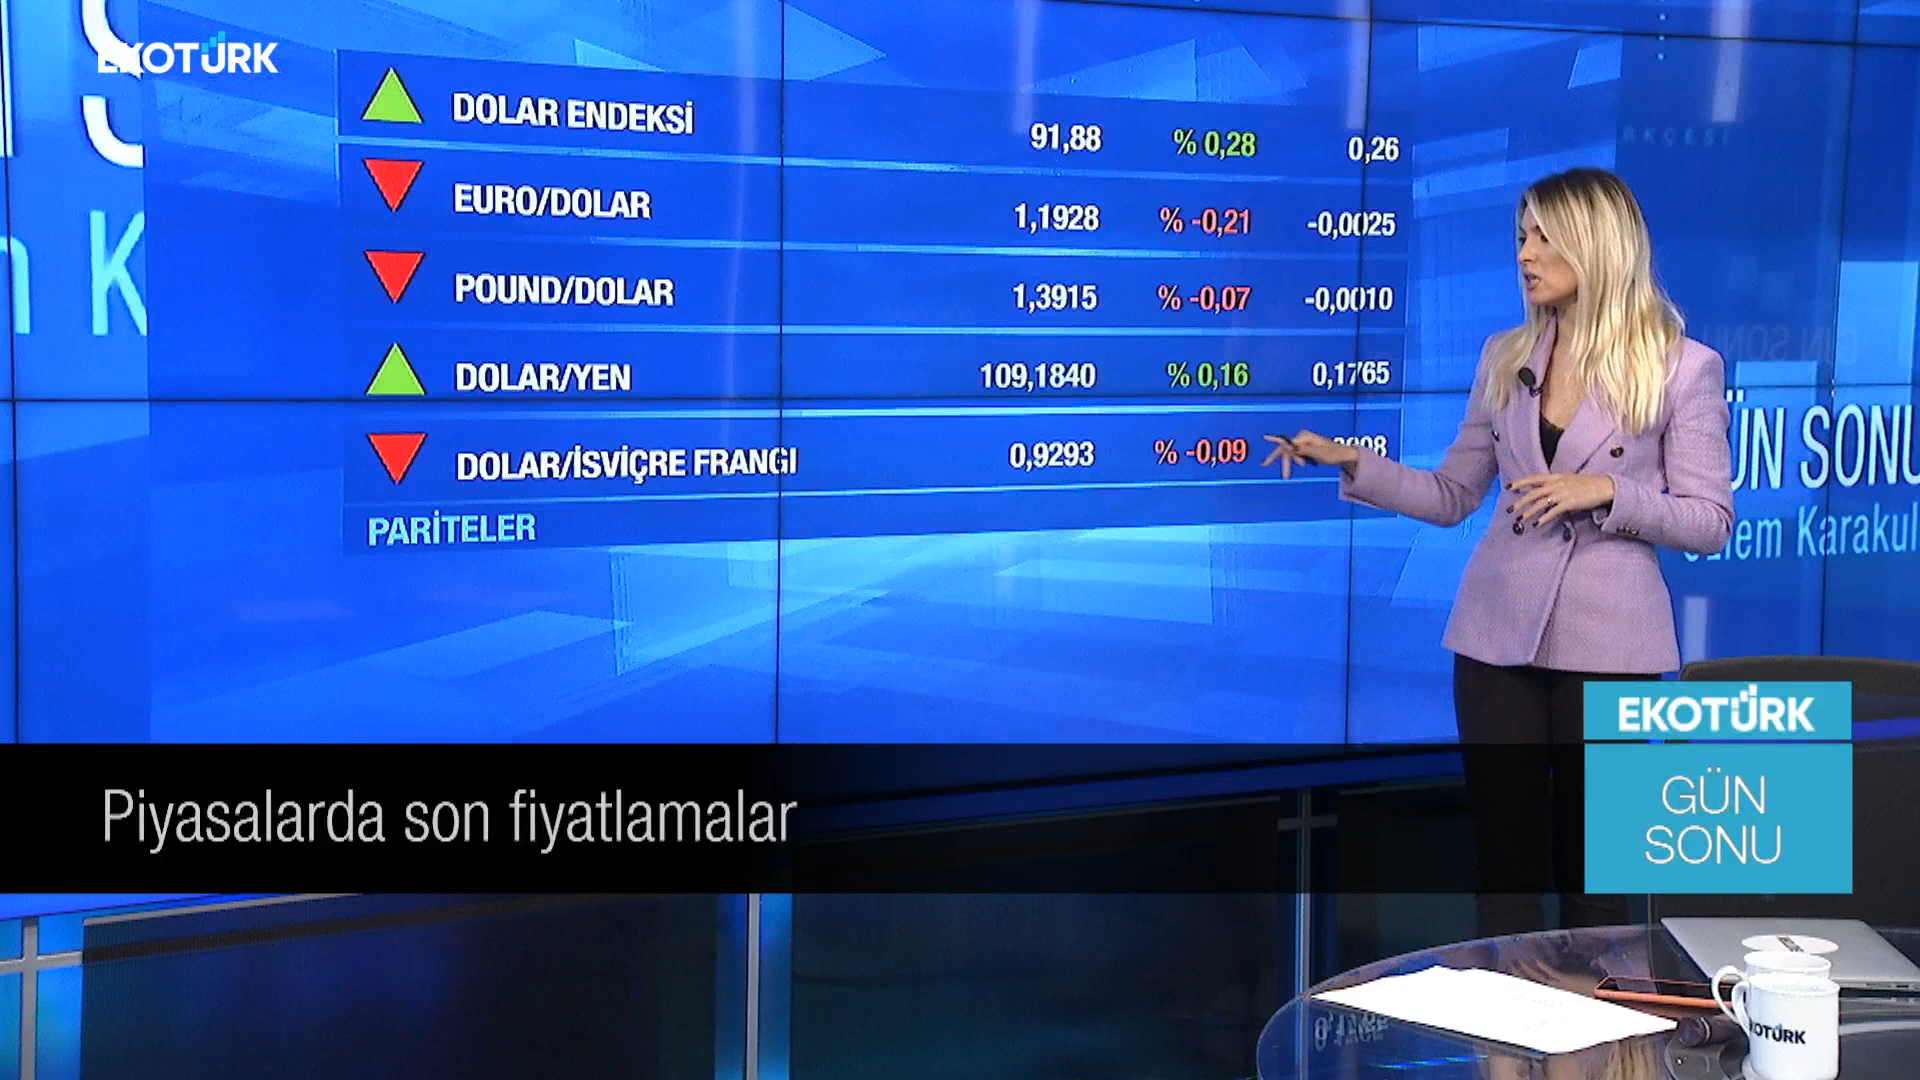 EKOTÜRK
DOLAR ENDEKSİ 91,88 % 0,28 0,26
EURO/DOLAR 1,1928 % -0,21 -0,0025
POUND/DOLAR 1,3915 % -0,07 -0,0010
DOLAR/YEN 109,1840 % 0,16 0,1765
DOLAR/İSVİÇRE FRANGI 0,9293 % -0,09
PARİTELER
GÜN SONU
Karakul
EKOTÜRK
GÜN
SONU
Piyasalarda son fiyatlamalar
EKOTÜRK